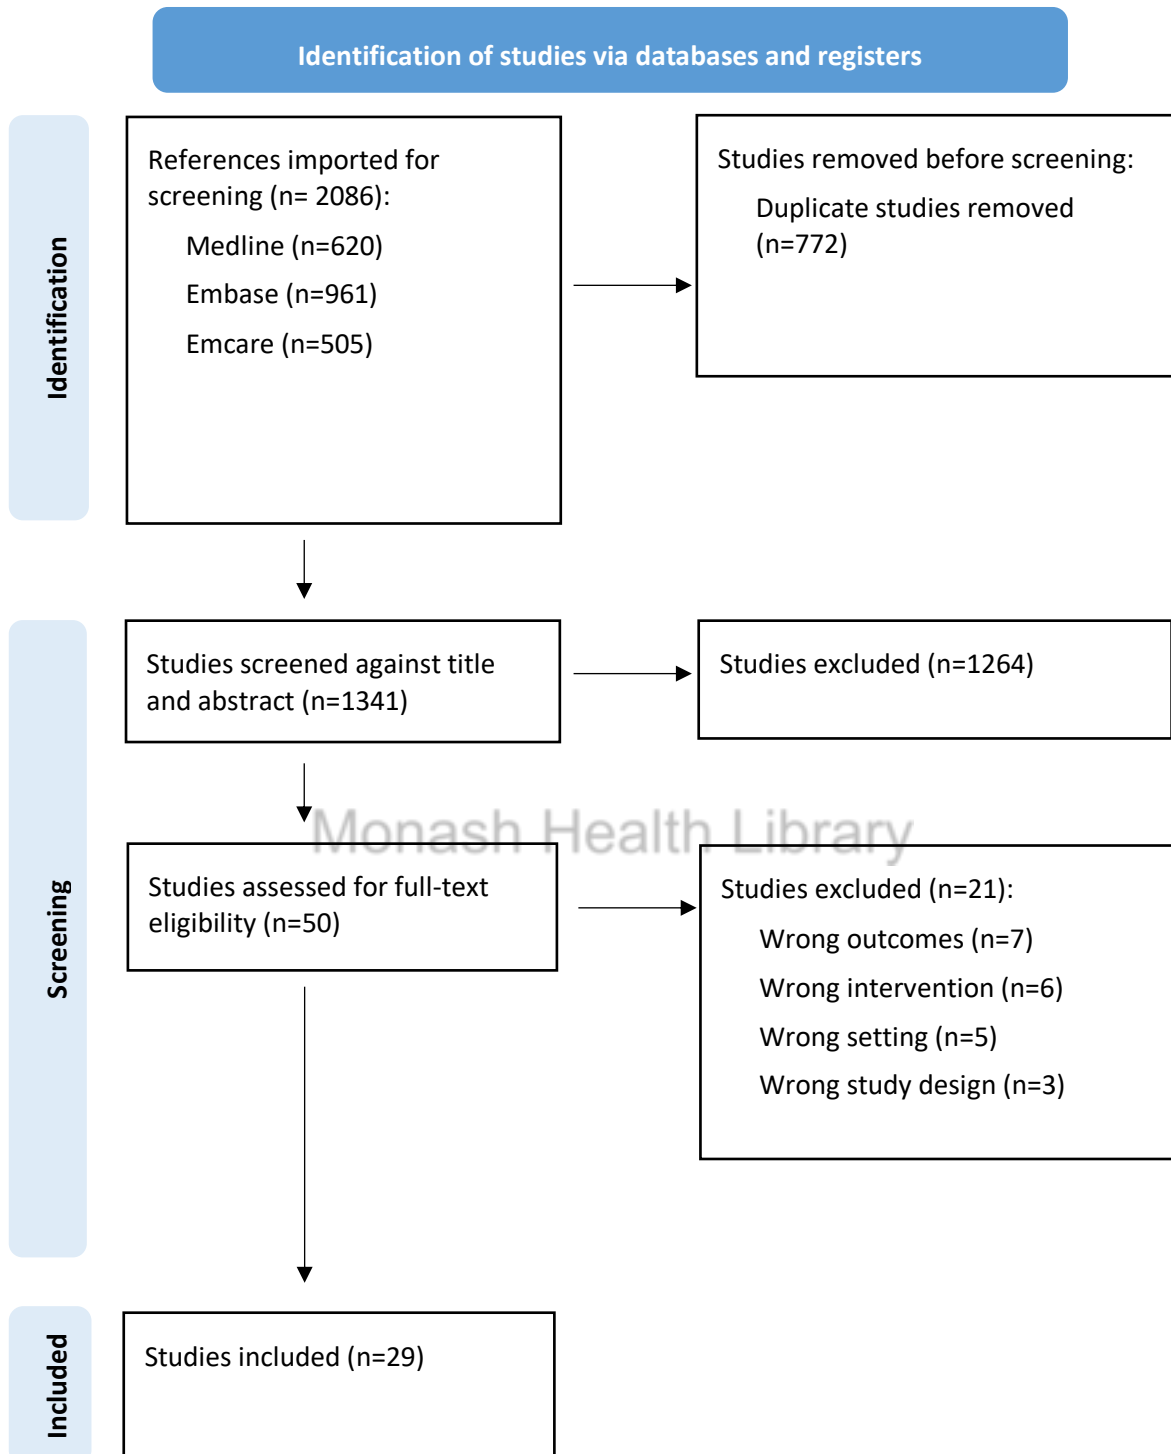 Identification of studies via databases and registers
Identification
References imported for
screening (n= 2086):
Medline (n=620)
Embase (n=961)
Emcare (n=505)
Studies removed before screening:
Duplicate studies removed
(n=772)
Screening
Studies screened against title
and abstract (n=1341)
Studies excluded (n=1264)
Monash Health Library
Studies assessed for full-text
eligibility (n=50)
Studies excluded (n=21):
Wrong outcomes (n=7)
Wrong intervention (n=6)
Wrong setting (n=5)
Wrong study design (n=3)
Included
Studies included (n=29)